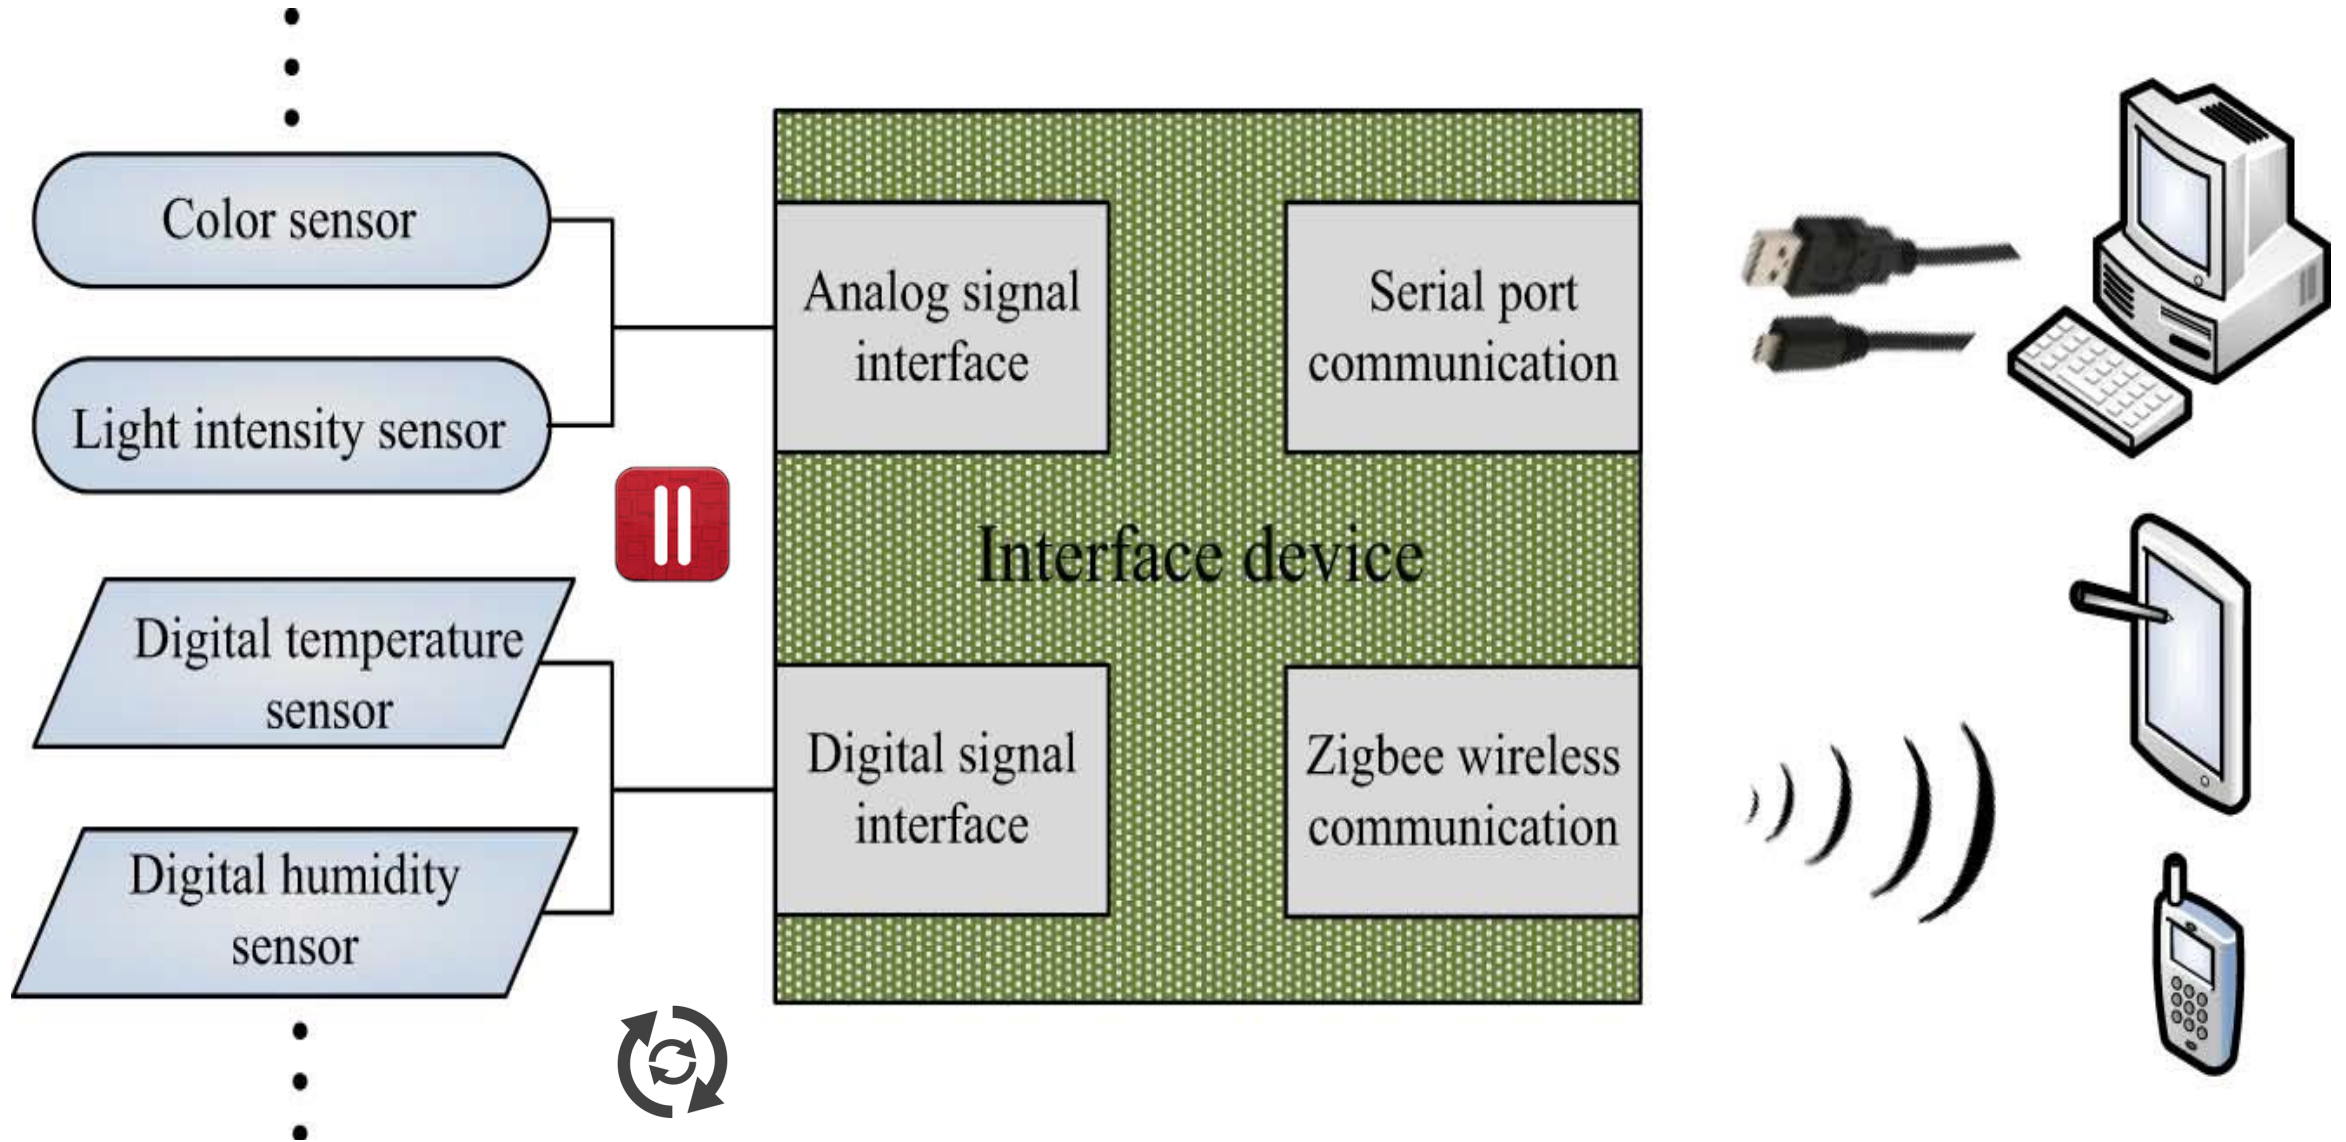 Color sensor
Light intensity sensor
Digital temperature
sensor
Digital humidity
sensor
Analog signal
interface
Serial port
communication
Interface device
Digital signal
interface
Zigbee wireless
communication